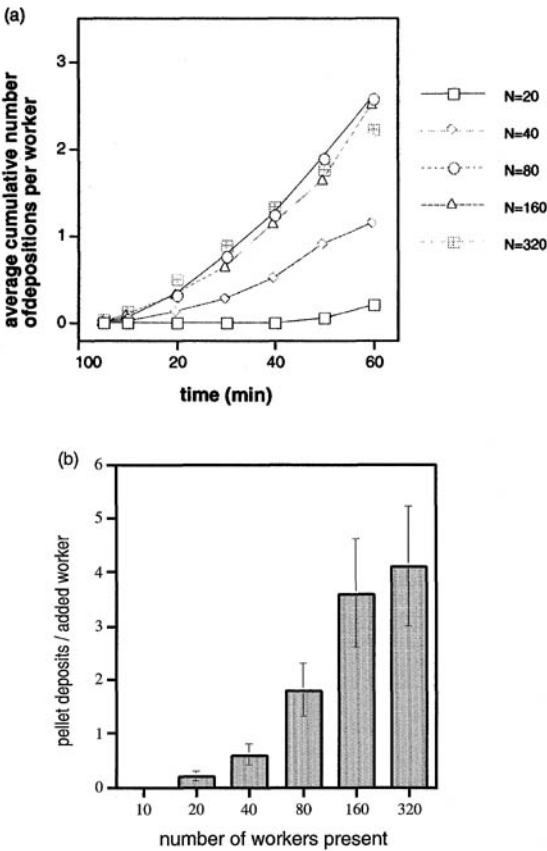 (a)
average cumulative number
ofdepositions per worker
3
2
1
0
100
20
40
60
time (min)
N=20
N=40
N=80
N=160
N=320
(b)
pellet deposits / added worker
6
5
4
3
2
1
0
10
20
40
80
160
320
number of workers present